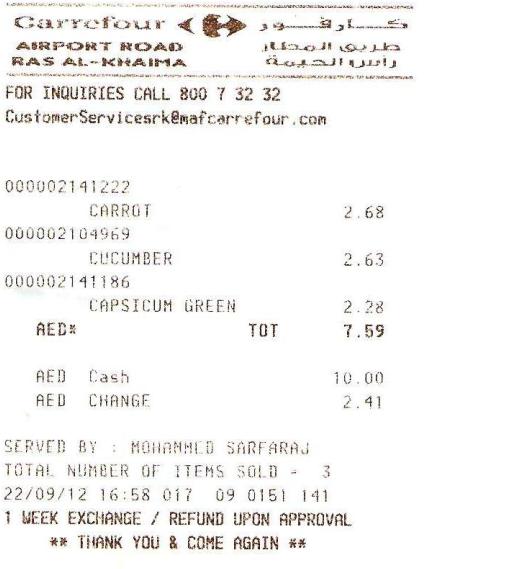 Carrefour كارفور
AIRPORT ROAD طريق المطار
RAS AL-KHAIMA راس الخيمة
FOR INQUIRIES CALL 800 7 32 32
CustomerServicesrk@mafcarrefour.com
000002141222
CARROT 2.68
000002104969
CUCUMBER 2.63
000002141186
CAPSICUM GREEN 2.28
AED* TOT 7.59
AED Cash 10.00
AED CHANGE 2.41
SERVED BY : MOHAMMED SARFARAJ
TOTAL NUMBER OF ITEMS SOLD - 3
22/09/12 16:58 017 09 0151 141
1 WEEK EXCHANGE / REFUND UPON APPROVAL
** THANK YOU & COME AGAIN **